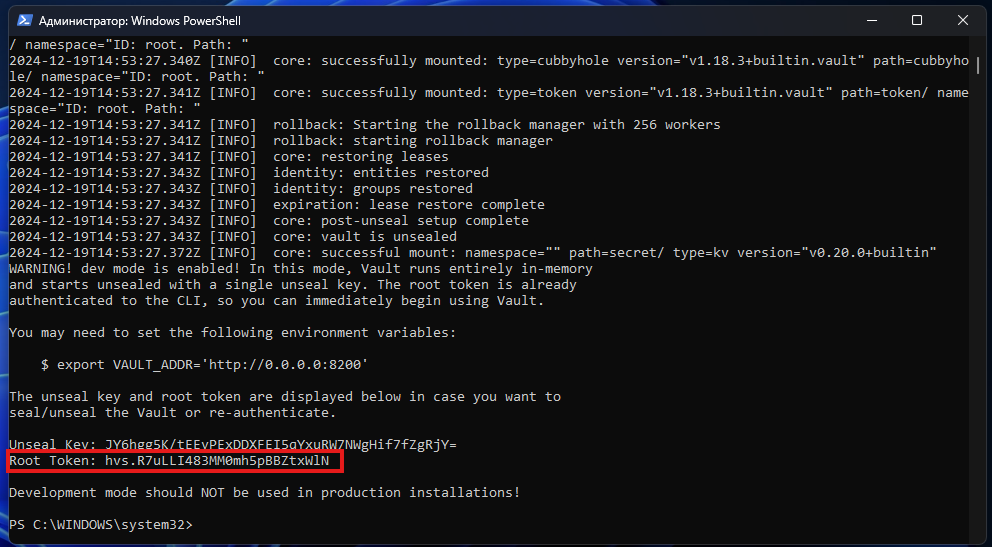 Администратор: Windows PowerShell
/ namespace="ID: root. Path: "
2024-12-19T14:53:27.340Z [INFO]  core: successfully mounted: type=cubbyhole version="v1.18.3+builtin.vault" path=cubbyho
le/ namespace="ID: root. Path: "
2024-12-19T14:53:27.341Z [INFO]  core: successfully mounted: type=token version="v1.18.3+builtin.vault" path=token/ name
space="ID: root. Path: "
2024-12-19T14:53:27.341Z [INFO]  rollback: Starting the rollback manager with 256 workers
2024-12-19T14:53:27.341Z [INFO]  rollback: starting rollback manager
2024-12-19T14:53:27.341Z [INFO]  core: restoring leases
2024-12-19T14:53:27.343Z [INFO]  identity: entities restored
2024-12-19T14:53:27.343Z [INFO]  identity: groups restored
2024-12-19T14:53:27.343Z [INFO]  expiration: lease restore complete
2024-12-19T14:53:27.343Z [INFO]  core: post-unseal setup complete
2024-12-19T14:53:27.343Z [INFO]  core: vault is unsealed
2024-12-19T14:53:27.372Z [INFO]  core: successful mount: namespace="" path=secret/ type=kv version="v0.20.0+builtin"
WARNING! dev mode is enabled! In this mode, Vault runs entirely in-memory
and starts unsealed with a single unseal key. The root token is already
authenticated to the CLI, so you can immediately begin using Vault.
You may need to set the following environment variables:
$ export VAULT_ADDR='http://0.0.0.0:8200'
The unseal key and root token are displayed below in case you want to
seal/unseal the Vault or re-authenticate.
Unseal Key: JY6hgg5K/tEEvPExDDXFEI5qYxuRW7NWgHif7fZgRjY=
Root Token: hvs.R7uLLI483MM0mh5pBBZtxWlN
Development mode should NOT be used in production installations!
PS C:\WINDOWS\system32>